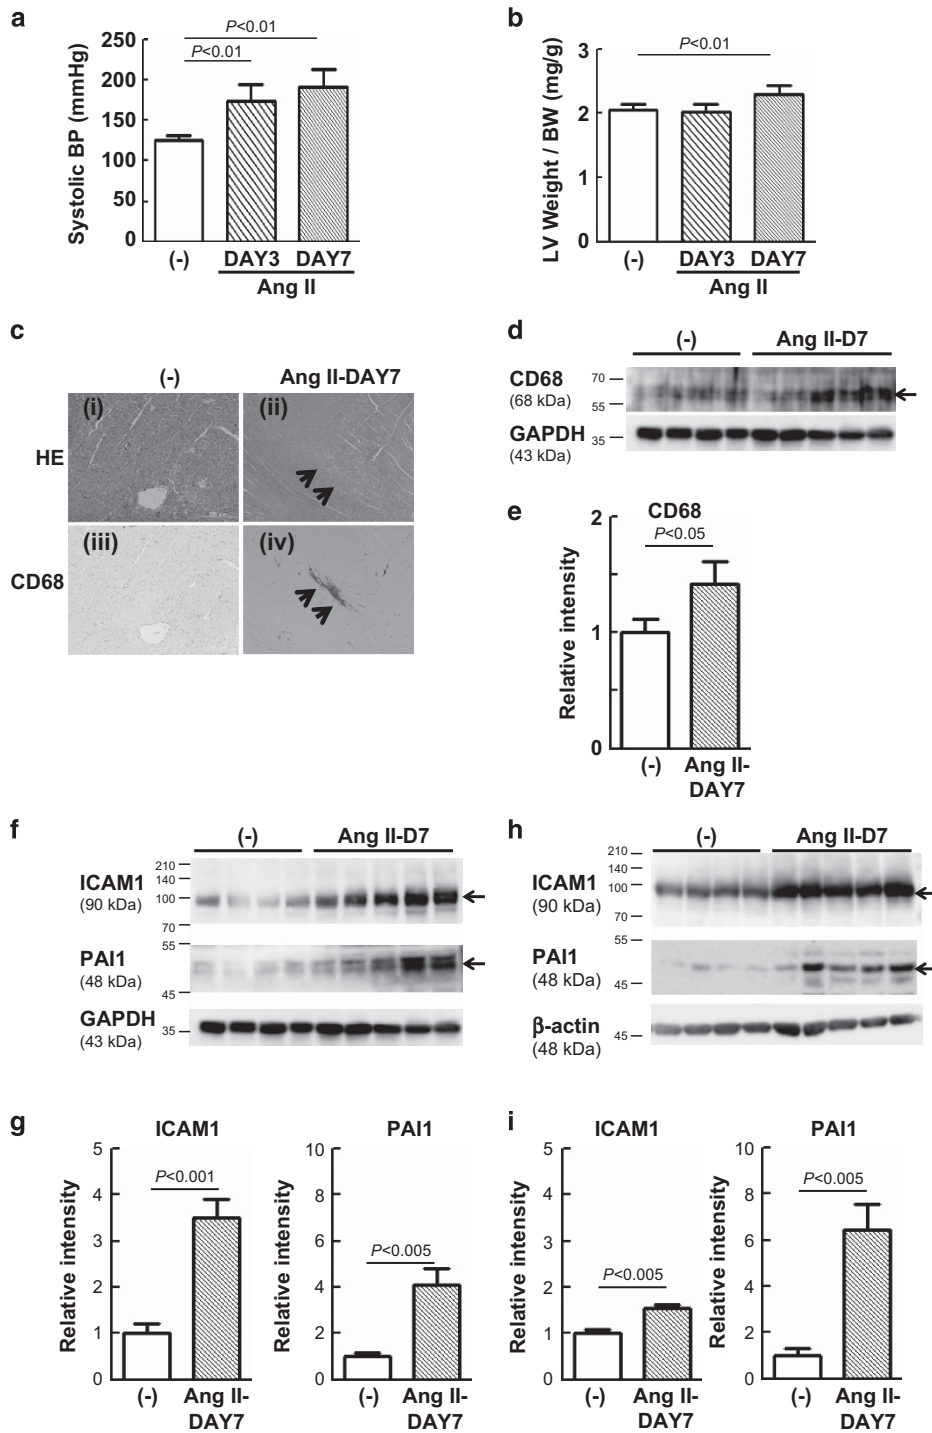 a
P<0.01
P<0.01
Systolic BP (mmHg)
250
200
150
100
50
0
(-)
DAY3
DAY7
Ang II
b
P<0.01
LV Weight / BW (mg/g)
3
2
1
0
(-)
DAY3
DAY7
Ang II
c
(-)
Ang II-DAY7
HE
(i)
(ii)
CD68
(iii)
(iv)
d
(-)
Ang II-D7
CD68
(68 kDa)
70
55
GAPDH
(43 kDa)
35
e
CD68
P<0.05
Relative intensity
2
1
0
(-)
Ang II-
DAY7
f
(-)
Ang II-D7
ICAM1
(90 kDa)
210
140
100
70
PAI1
(48 kDa)
55
45
GAPDH
(43 kDa)
35
h
(-)
Ang II-D7
ICAM1
(90 kDa)
210
140
100
70
PAI1
(48 kDa)
55
45
β-actin
(48 kDa)
45
g
ICAM1
P<0.001
Relative intensity
5
4
3
2
1
0
(-)
Ang II-
DAY7
PAI1
P<0.005
Relative intensity
10
8
6
4
2
0
(-)
Ang II-
DAY7
i
ICAM1
P<0.005
Relative intensity
5
4
3
2
1
0
(-)
Ang II-
DAY7
PAI1
P<0.005
Relative intensity
10
8
6
4
2
0
(-)
Ang II-
DAY7